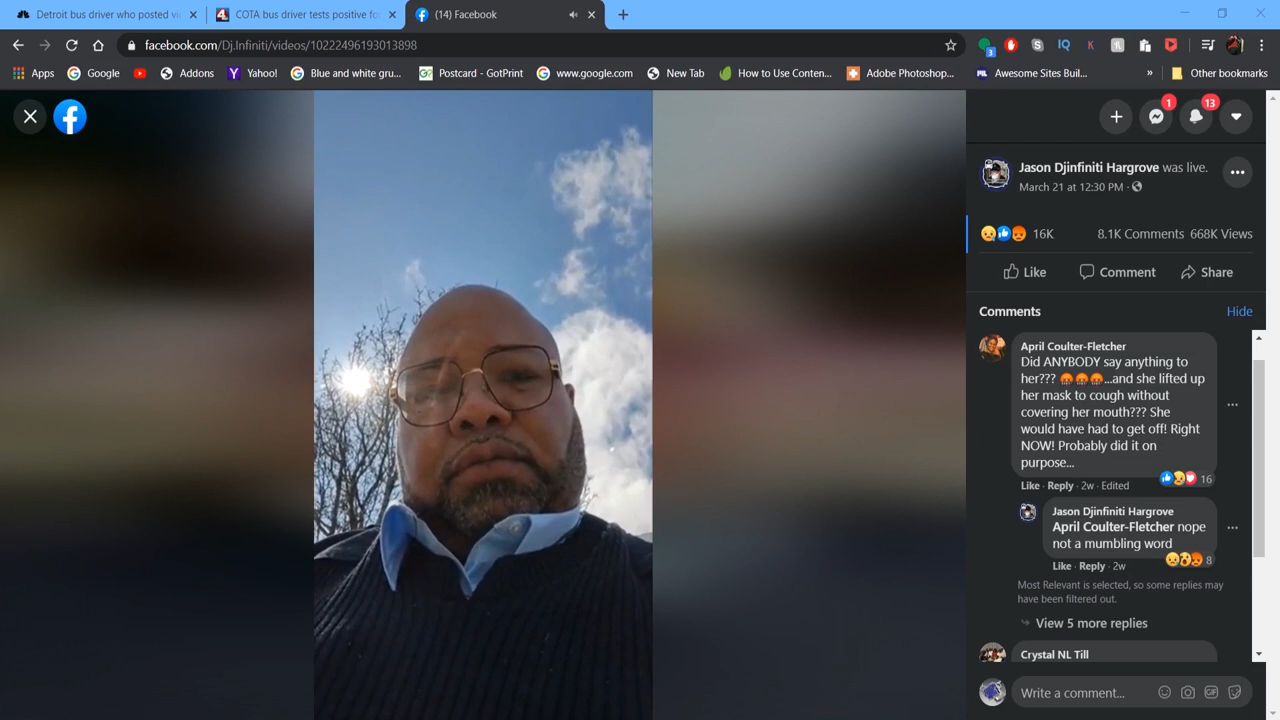 Detroit bus driver who posted vi
COTA bus driver tests positive fo
(14) Facebook
facebook.com/Dj.Infiniti/videos/10222496193013898
Apps
Google
Addons
Yahoo!
Blue and white gru...
Postcard - GotPrint
www.google.com
New Tab
How to Use Conten...
Adobe Photoshop...
Awesome Sites Buil...
»
Other bookmarks
1
13
Jason Djinfiniti Hargrove was live.
March 21 at 12:30 PM ·
16K
8.1K Comments 668K Views
Like
Comment
Share
Comments
Hide
April Coulter-Fletcher
Did ANYBODY say anything to
her??? 🤬🤬🤬...and she lifted up
her mask to cough without
covering her mouth??? She
would have had to get off! Right
NOW! Probably did it on
purpose...
16
Like · Reply · 2w · Edited
Jason Djinfiniti Hargrove
April Coulter-Fletcher nope
not a mumbling word
8
Like · Reply · 2w
Most Relevant is selected, so some replies may
have been filtered out.
View 5 more replies
Crystal NL Till
Write a comment...
GIF